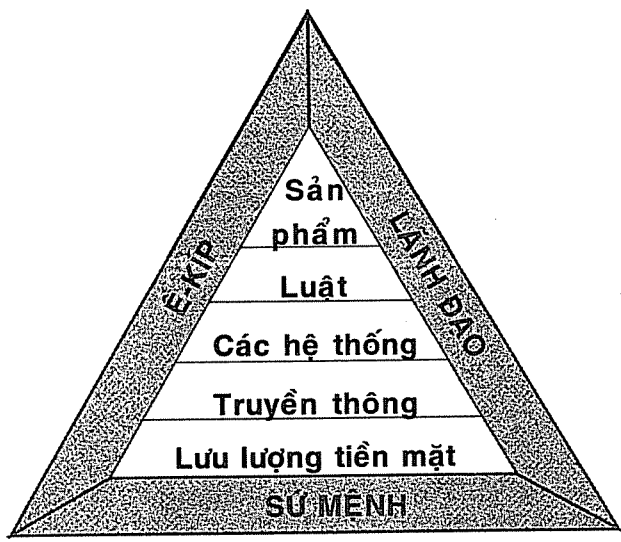 Sản
phẩm
Luật
Các hệ thống
Truyền thông
Lưu lượng tiền mặt
Ê-KÍP
LÃNH ĐẠO
SỨ MỆNH